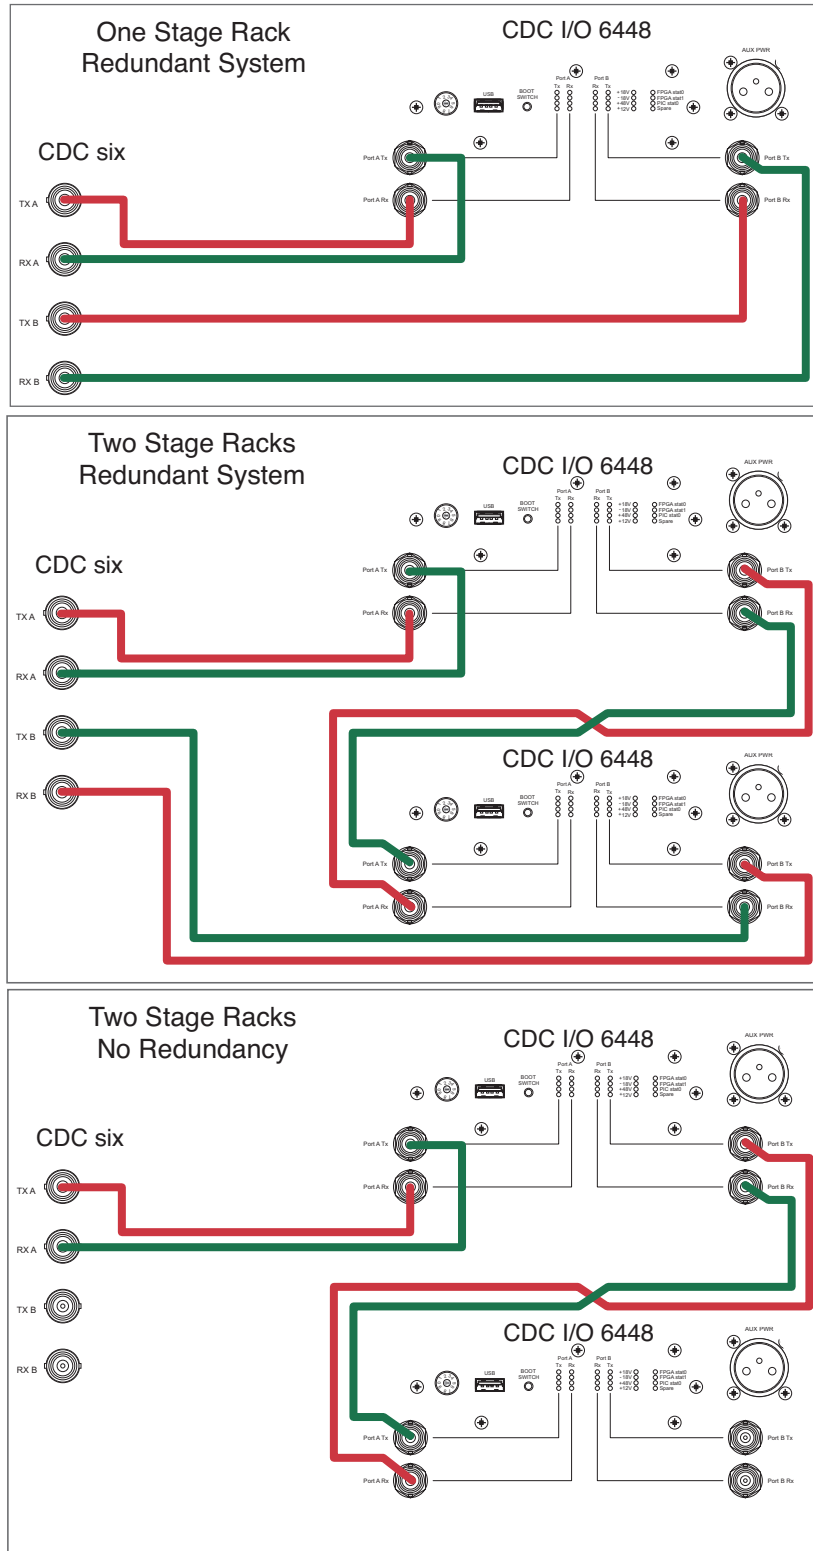 One Stage Rack
Redundant System
CDC I/O 6448
AUX PWR
USB
BOOT
SWITCH
Port A
Tx Rx
Port B
Rx Tx
+18V
-18V
+48V
+12V
FPGA stat0
FPGA stat1
PIC stat0
Spare
CDC six
Port A Tx
Port B Tx
Port A Rx
Port B Rx
TX A
RX A
TX B
RX B
Two Stage Racks
Redundant System
CDC I/O 6448
AUX PWR
USB
BOOT
SWITCH
Port A
Tx Rx
Port B
Rx Tx
+18V
-18V
+48V
+12V
FPGA stat0
FPGA stat1
PIC stat0
Spare
CDC six
Port A Tx
Port B Tx
Port A Rx
Port B Rx
TX A
RX A
TX B
RX B
CDC I/O 6448
AUX PWR
USB
BOOT
SWITCH
Port A
Tx Rx
Port B
Rx Tx
+18V
-18V
+48V
+12V
FPGA stat0
FPGA stat1
PIC stat0
Spare
Port A Tx
Port B Tx
Port A Rx
Port B Rx
Two Stage Racks
No Redundancy
CDC I/O 6448
AUX PWR
USB
BOOT
SWITCH
Port A
Tx Rx
Port B
Rx Tx
+18V
-18V
+48V
+12V
FPGA stat0
FPGA stat1
PIC stat0
Spare
CDC six
Port A Tx
Port B Tx
Port A Rx
Port B Rx
TX A
RX A
TX B
RX B
CDC I/O 6448
AUX PWR
USB
BOOT
SWITCH
Port A
Tx Rx
Port B
Rx Tx
+18V
-18V
+48V
+12V
FPGA stat0
FPGA stat1
PIC stat0
Spare
Port A Tx
Port B Tx
Port A Rx
Port B Rx